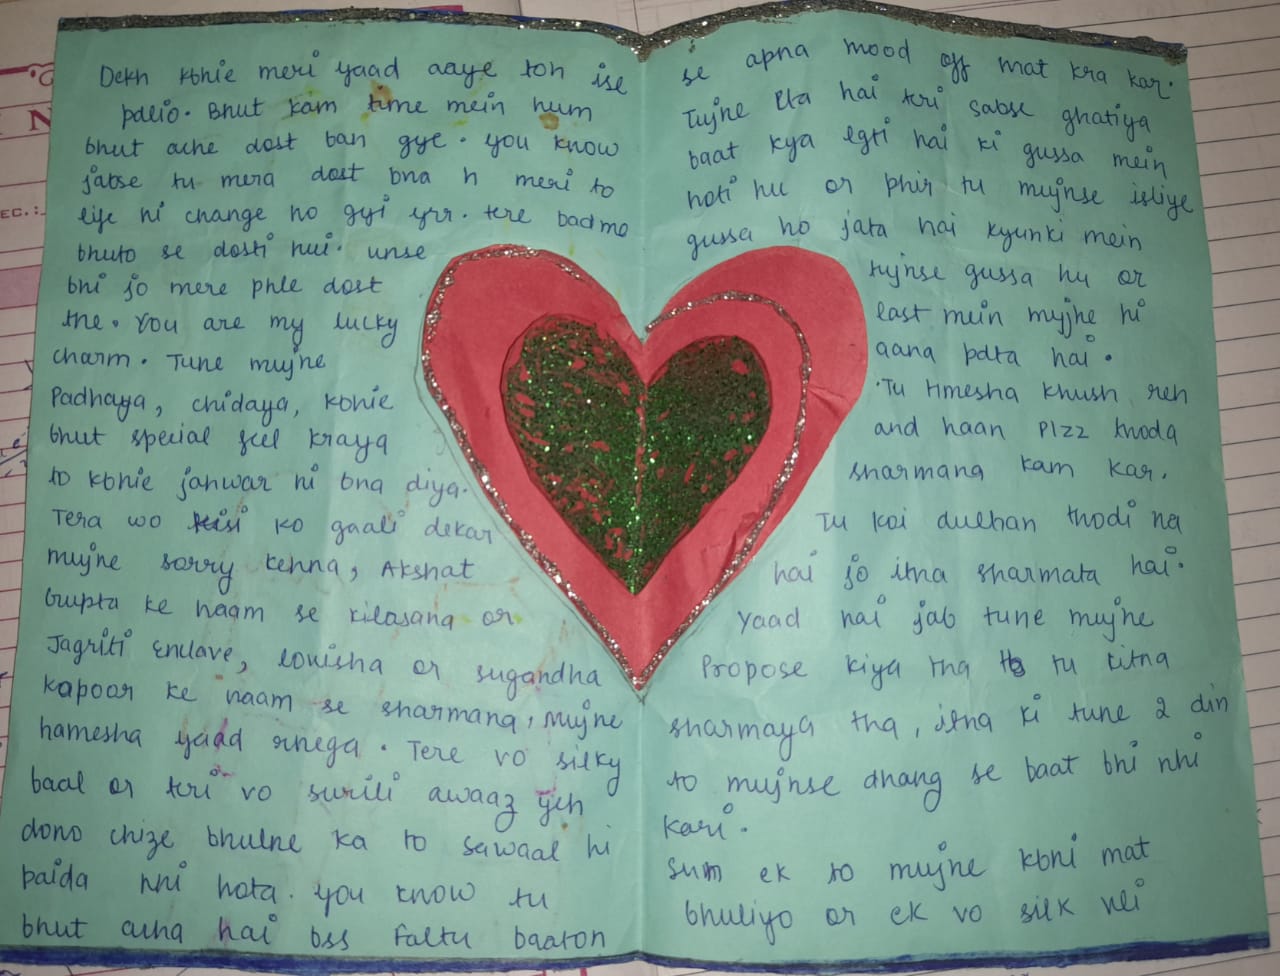 Dekh kbhie meri yaad aaye toh ise
palio. Bhut kam time mein hum
bhut ache dost ban gye. you know
jabse tu mera dost bna h meri to
life hi change ho gyi yrr. tere bad me
bhuto se dosti hui. unse
bhi jo mere phle dost
the. You are my lucky
charm. Tune mujhe
Padhaya, chidaya, kbhie
bhut special feel kraya
to kbhie janwar hi bna diya.
Tera wo kisi ko gaali dekar
mujhe sorry kehna, Akshat
Gupta ke naam se kilasana or
Jagriti Enclave, lovisha or sugandha
kapoor ke naam se sharmana, mujhe
hamesha yaad rhega. Tere vo silky
baal or teri vo surili awaaz yeh
dono chize bhulne ka to sawaal hi
paida nhi hota. you know tu
bhut acha hai bss faltu baaton
se apna mood off mat kra kar.
Tujhe pta hai teri sabse ghatiya
baat kya lgti hai ki gussa mein
hoti hu or phir tu mujhse isliye
gussa ho jata hai kyunki mein
tujhse gussa hu or
last mein mujhe hi
aana pdta hai.
Tu Hmesha khush reh
and haan plzz thoda
sharmana kam kar.
Tu koi dulhan thodi na
hai jo itna sharmata hai.
Yaad hai jab tune mujhe
Propose kiya tha tu kitna
sharmaya tha, itna ki tune 2 din
to mujhse dhang se baat bhi nhi
kari.
Sum ek to mujhe kbhi mat
bhuliyo or ek vo silk
EC.:
N